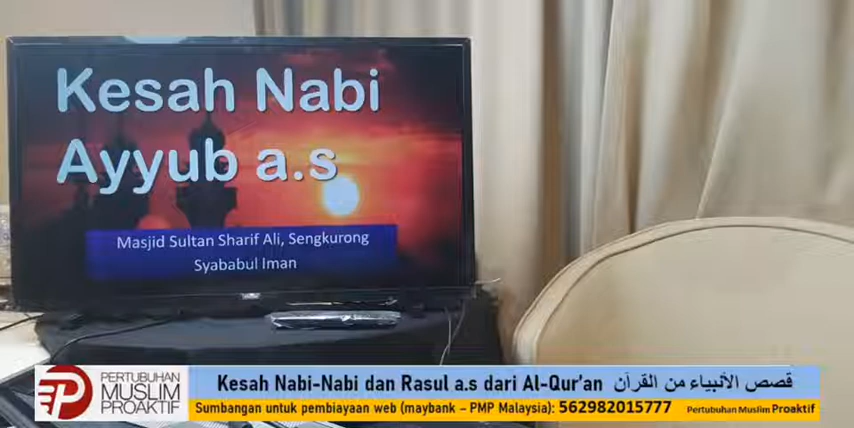 Kesah Nabi
Ayyub a.s
Masjid Sultan Sharif Ali, Sengkurong
Syababul Iman
PERTUBUHAN
MUSLIM
PROAKTIF
Kesah Nabi-Nabi dan Rasul a.s dari Al-Qur'an قصص الأنبياء من القرآن
Sumbangan untuk pembiayaan web (maybank – PMP Malaysia): 562982015777 Pertubuhan Muslim Proaktif